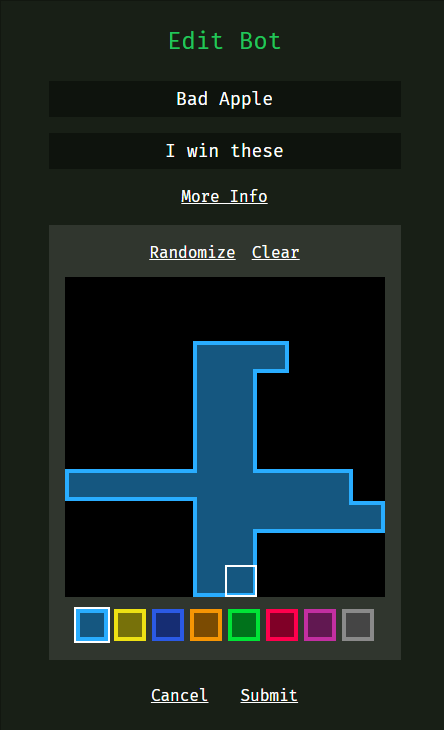 Edit Bot
Bad Apple
I win these
More Info
Randomize Clear
Cancel Submit